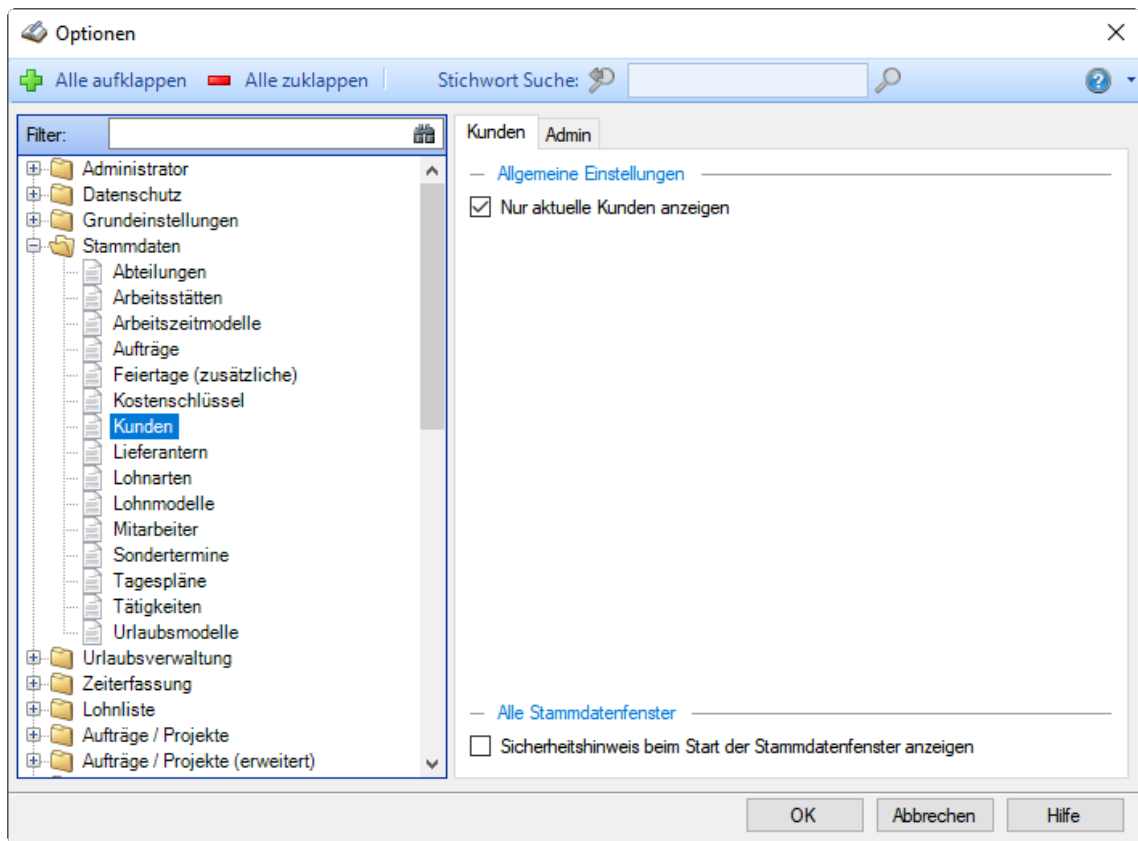 Optionen
Alle aufklappen Alle zuklappen Stichwort Suche:
Filter:
Administrator
Datenschutz
Grundeinstellungen
Stammdaten
Abteilungen
Arbeitsstätten
Arbeitszeitmodelle
Aufträge
Feiertage (zusätzliche)
Kostenschlüssel
Kunden
Lieferantern
Lohnarten
Lohnmodelle
Mitarbeiter
Sondertermine
Tagespläne
Tätigkeiten
Urlaubsmodelle
Urlaubsverwaltung
Zeiterfassung
Lohnliste
Aufträge / Projekte
Aufträge / Projekte (erweitert)
Kunden Admin
Allgemeine Einstellungen
Nur aktuelle Kunden anzeigen
Alle Stammdatenfenster
Sicherheitshinweis beim Start der Stammdatenfenster anzeigen
OK Abbrechen Hilfe